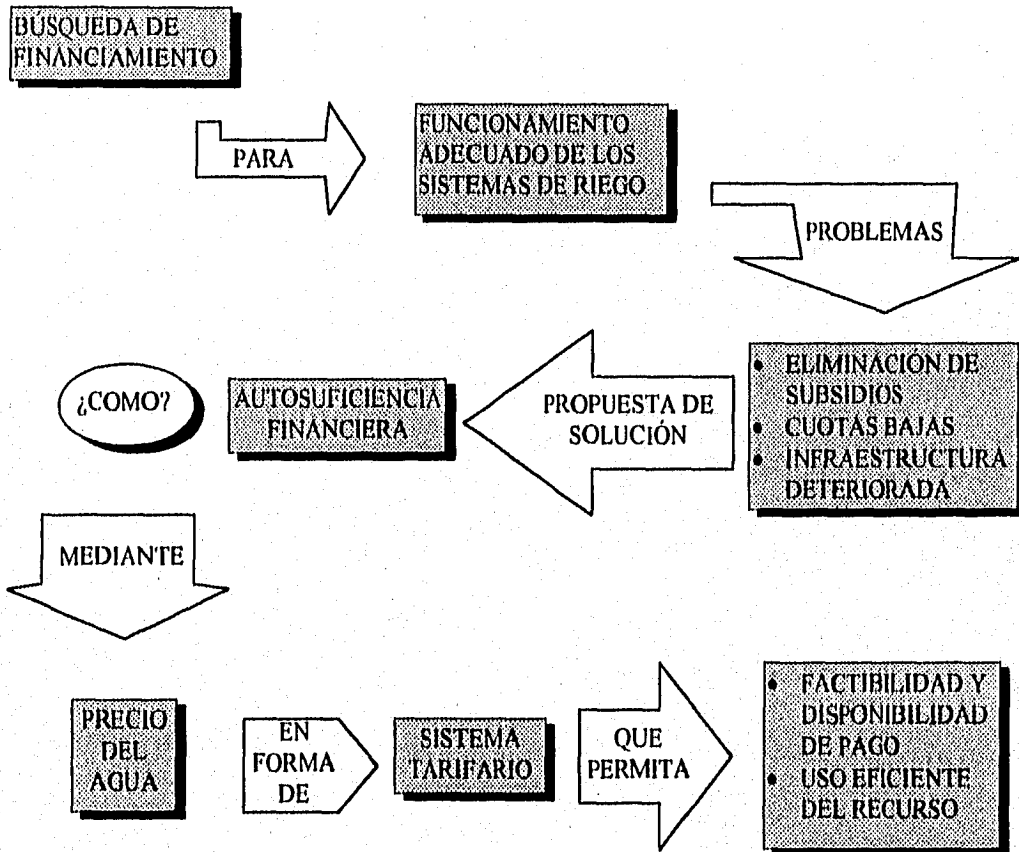 BÚSQUEDA DE
FINANCIAMIENTO
PARA
FUNCIONAMIENTO
ADECUADO DE LOS
SISTEMAS DE RIEGO
PROBLEMAS
• ELIMINACIÓN DE
SUBSIDIOS
• CUOTAS BAJAS
• INFRAESTRUCTURA
DETERIORADA
PROPUESTA DE
SOLUCIÓN
AUTOSUFICIENCIA
FINANCIERA
¿COMO?
MEDIANTE
PRECIO
DEL
AGUA
EN
FORMA
DE
SISTEMA
TARIFARIO
QUE
PERMITA
• FACTIBILIDAD Y
DISPONIBILIDAD
DE PAGO
• USO EFICIENTE
DEL RECURSO